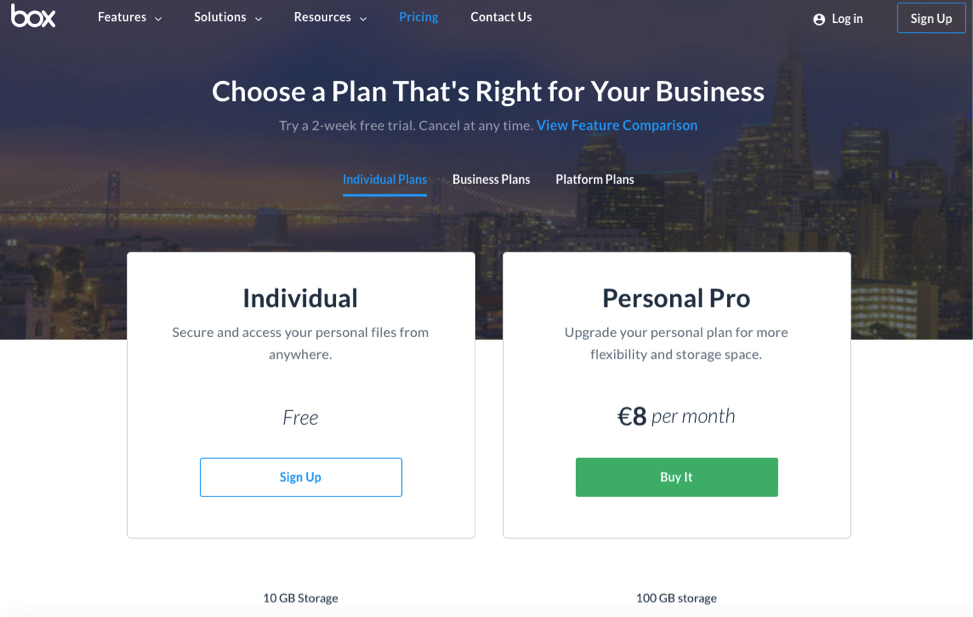 box
Features
Solutions
Resources
Pricing
Contact Us
Log in
Sign Up
Choose a Plan That's Right for Your Business
Try a 2-week free trial. Cancel at any time. View Feature Comparison
Individual Plans
Business Plans
Platform Plans
Individual
Secure and access your personal files from
anywhere.
Free
Sign Up
Personal Pro
Upgrade your personal plan for more
flexibility and storage space.
€8 per month
Buy It
10 GB Storage
100 GB storage